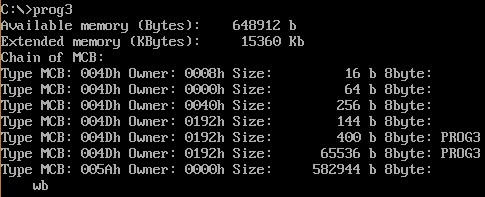 C:\>prog3
Available memory (Bytes):    648912 b
Extended memory (KBytes):     15360 Kb
Chain of MCB:
Type MCB: 004Dh Owner: 0008h Size:        16 b 8byte:
Type MCB: 004Dh Owner: 0000h Size:        64 b 8byte:
Type MCB: 004Dh Owner: 0040h Size:       256 b 8byte:
Type MCB: 004Dh Owner: 0192h Size:       144 b 8byte:
Type MCB: 004Dh Owner: 0192h Size:       400 b 8byte: PROG3
Type MCB: 004Dh Owner: 0192h Size:     65536 b 8byte: PROG3
Type MCB: 005Ah Owner: 0000h Size:    582944 b 8byte:
    wb